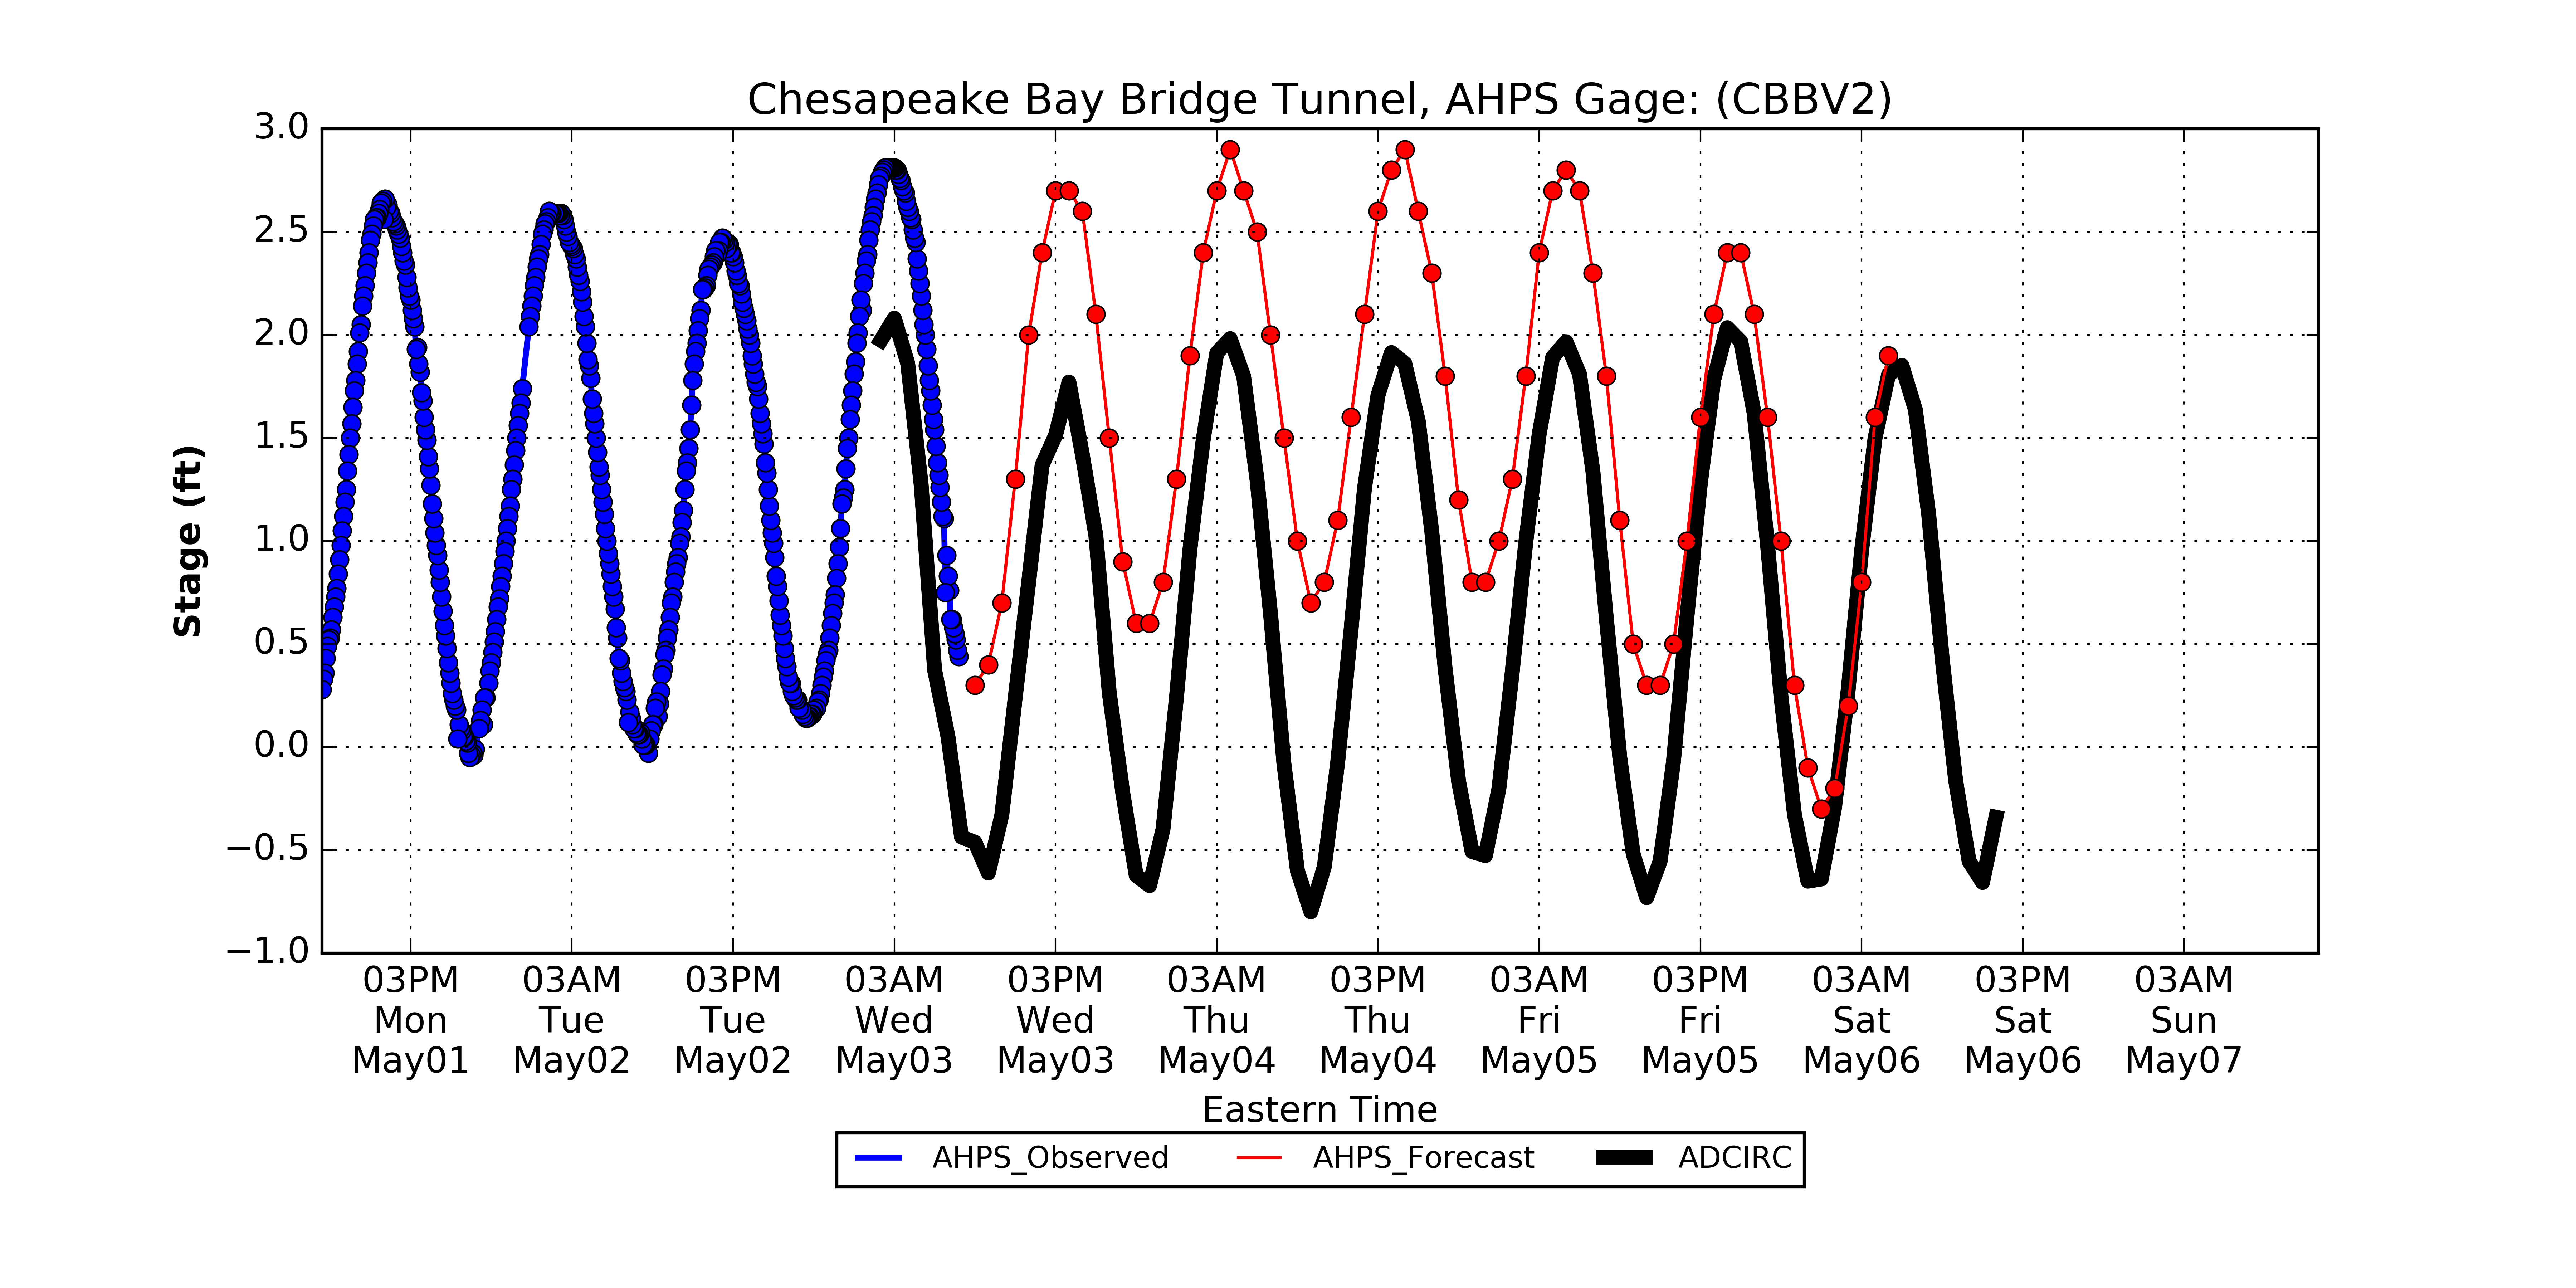 Chesapeake Bay Bridge Tunnel, AHPS Gage: (CBBV2)
3.0
2.5
2.0
1.5
1.0
0.5
0.0
−0.5
−1.0
Stage (ft)
03PM 03AM 03PM 03AM 03PM 03AM 03PM 03AM 03PM 03AM 03PM 03AM
Mon Tue Tue Wed Wed Thu Thu Fri Fri Sat Sat Sun
May01 May02 May02 May03 May03 May04 May04 May05 May05 May06 May06 May07
Eastern Time
AHPS_Observed AHPS_Forecast ADCIRC